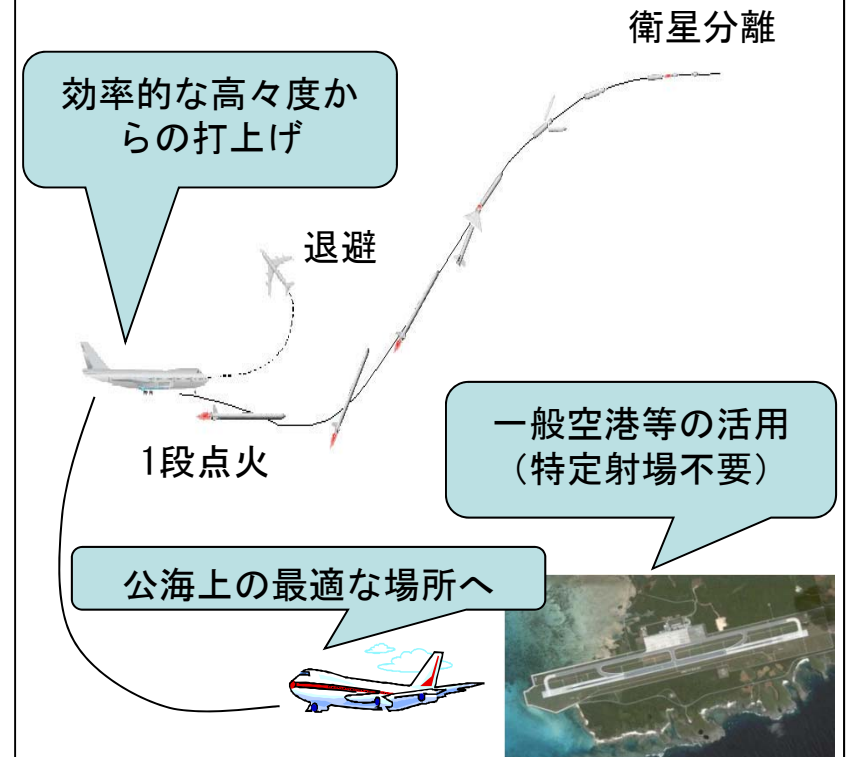 衛星分離
効率的な高々度か
らの打上げ
退避
1段点火
一般空港等の活用
（特定射場不要）
公海上の最適な場所へ